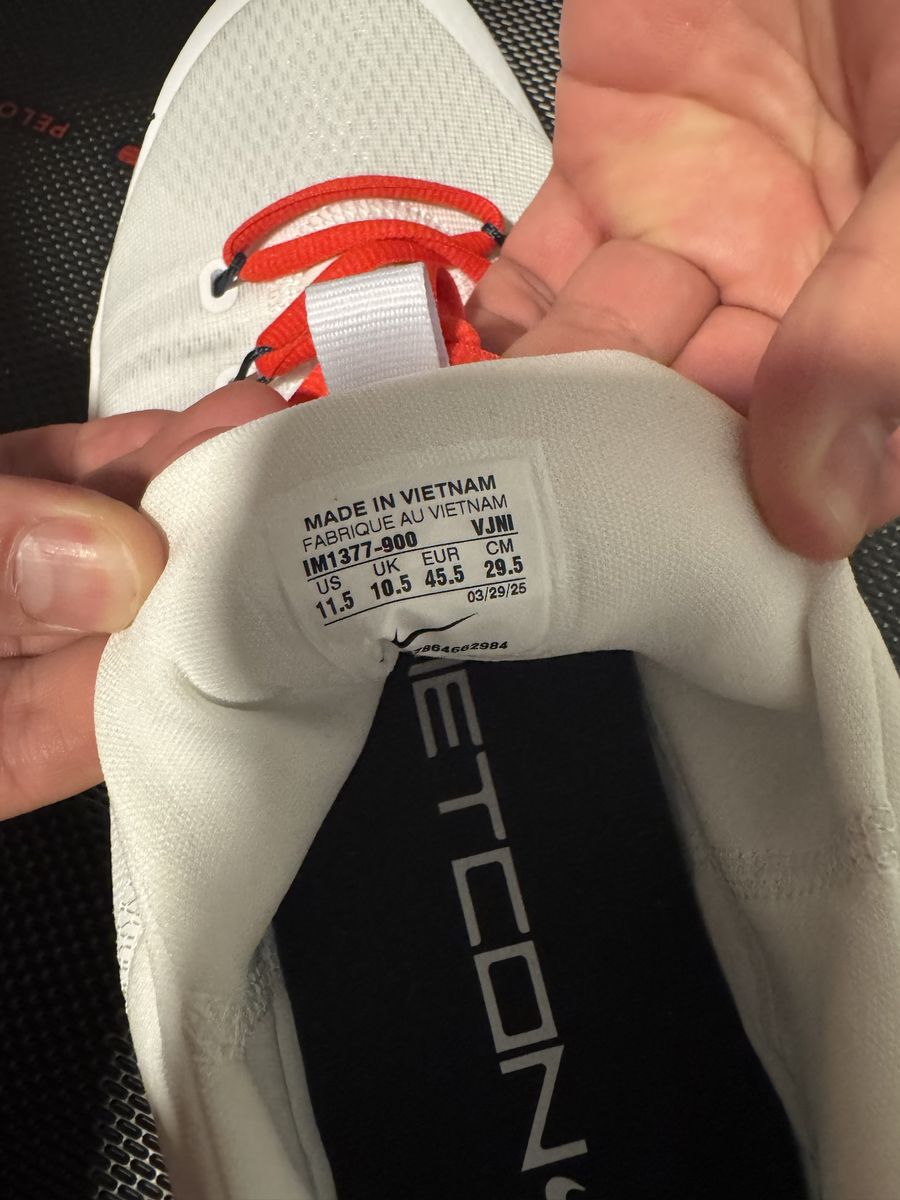 PELO
MADE IN VIETNAM
FABRIQUE AU VIETNAM
IM1377-900 VJNI
US UK EUR CM
11.5 10.5 45.5 29.5
03/29/25
7864662984
METCON